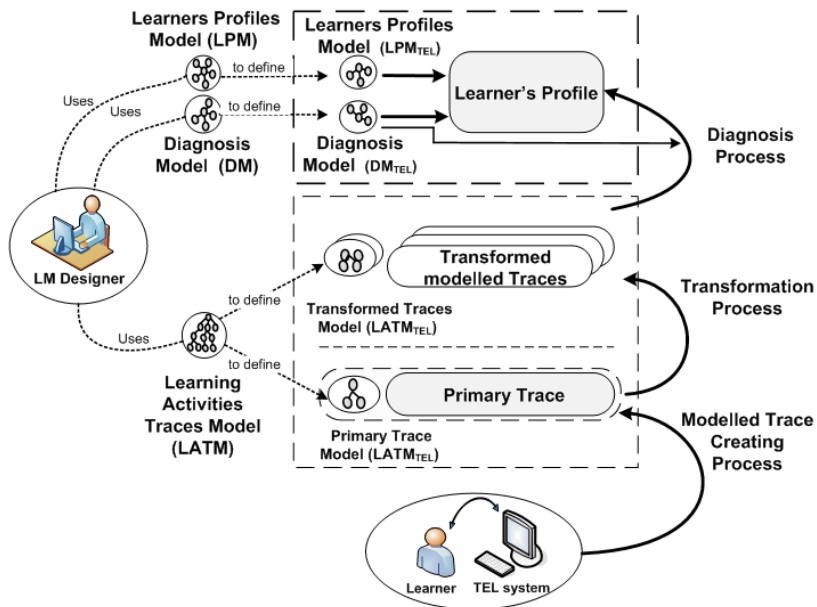 Learners Profiles
Model (LPM)
Learners Profiles
Model (LPMTEL)
to define
Learner's Profile
Uses
Uses
to define
Diagnosis
Model (DM)
Diagnosis
Model (DMTEL)
Diagnosis
Process
LM Designer
Transformed
modelled Traces
to define
Transformed Traces
Model (LATMTEL)
Transformation
Process
Uses
to define
Learning
Activities
Traces Model
(LATM)
Primary Trace
Primary Trace
Model (LATMTEL)
Modelled Trace
Creating
Process
Learner
TEL system